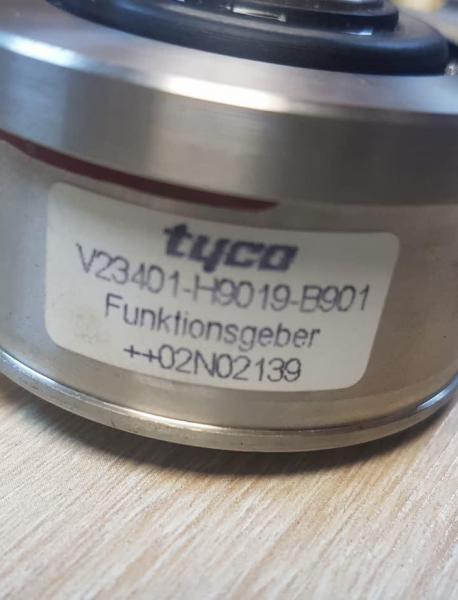 tyco
V23401-H9019-B901
Funktionsgeber
++02N02139